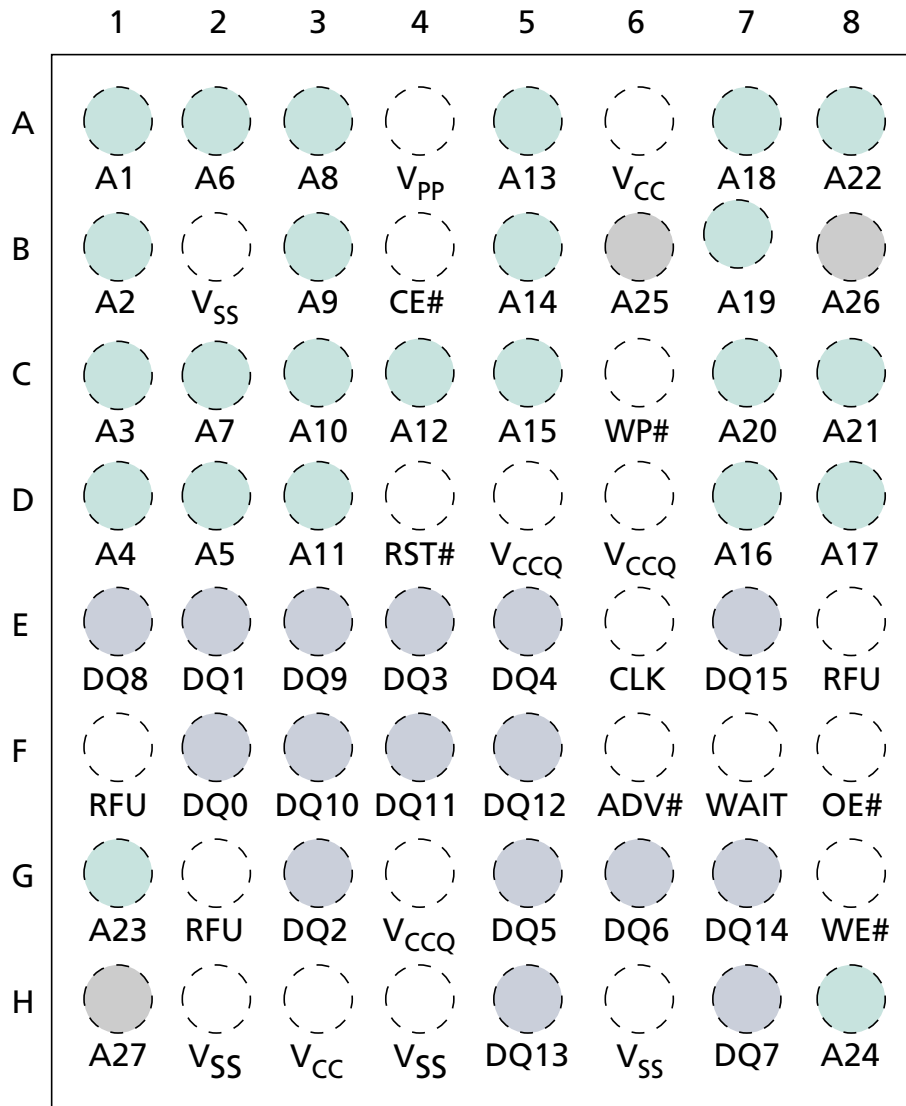 1 2 3 4 5 6 7 8
A
A1 A6 A8 VPP A13 VCC A18 A22
B
A2 VSS A9 CE# A14 A25 A19 A26
C
A3 A7 A10 A12 A15 WP# A20 A21
D
A4 A5 A11 RST# VCCQ VCCQ A16 A17
E
DQ8 DQ1 DQ9 DQ3 DQ4 CLK DQ15 RFU
F
RFU DQ0 DQ10 DQ11 DQ12 ADV# WAIT OE#
G
A23 RFU DQ2 VCCQ DQ5 DQ6 DQ14 WE#
H
A27 VSS VCC VSS DQ13 VSS DQ7 A24